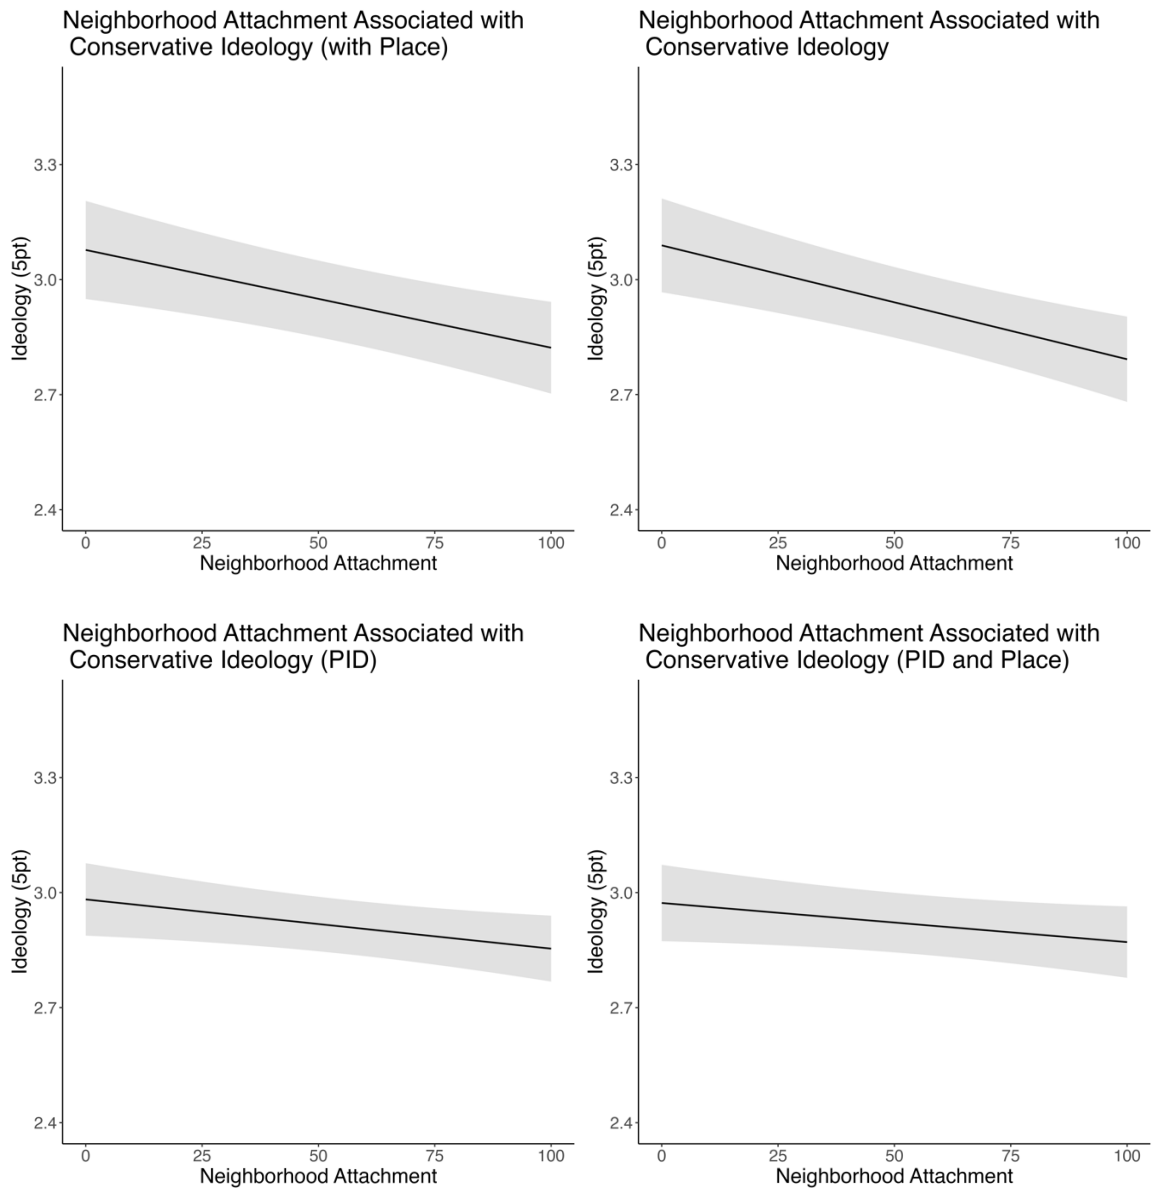 Neighborhood Attachment Associated with
Conservative Ideology (with Place)
3.3
3.0
2.7
2.4
Ideology (5pt)
0 25 50 75 100
Neighborhood Attachment
Neighborhood Attachment Associated with
Conservative Ideology
3.3
3.0
2.7
2.4
Ideology (5pt)
0 25 50 75 100
Neighborhood Attachment
Neighborhood Attachment Associated with
Conservative Ideology (PID)
3.3
3.0
2.7
2.4
Ideology (5pt)
0 25 50 75 100
Neighborhood Attachment
Neighborhood Attachment Associated with
Conservative Ideology (PID and Place)
3.3
3.0
2.7
2.4
Ideology (5pt)
0 25 50 75 100
Neighborhood Attachment